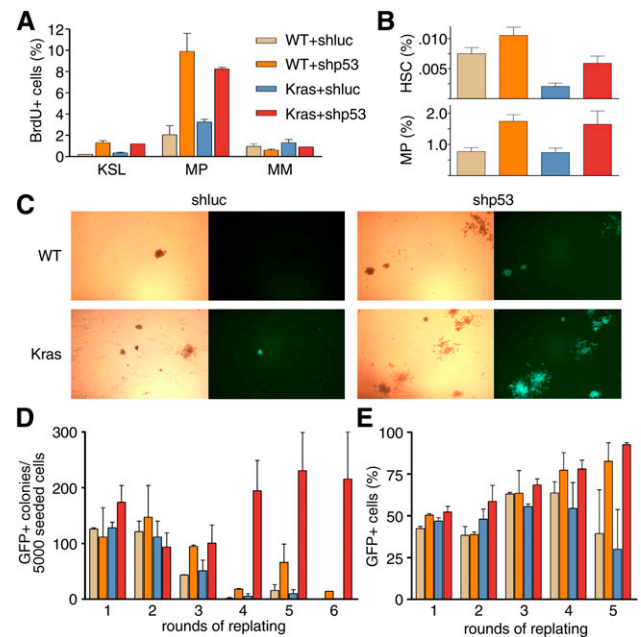 A
BrdU+ cells (%)
12
10
8
6
4
2
0
KSL MP MM
WT+shluc
WT+shp53
Kras+shluc
Kras+shp53
B
HSC (%)
.010
.005
MP (%)
2.0
1.0
C
shluc shp53
WT
Kras
D
GFP+ colonies/
5000 seeded cells
300
200
100
0
1 2 3 4 5 6
rounds of replating
E
GFP+ cells (%)
100
75
50
25
0
1 2 3 4 5
rounds of replating